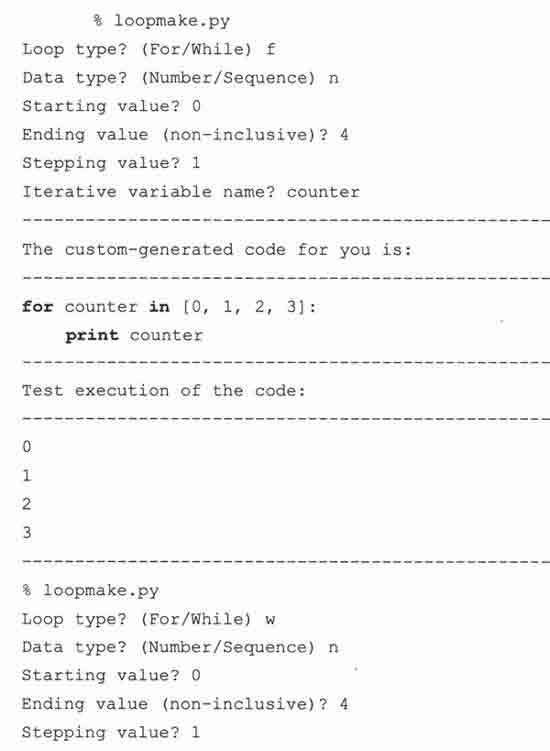 % loopmake.py
Loop type? (For/While) f
Data type? (Number/Sequence) n
Starting value? 0
Ending value (non-inclusive)? 4
Stepping value? 1
Iterative variable name? counter
--------------------------------------------------
The custom-generated code for you is:
--------------------------------------------------
for counter in [0, 1, 2, 3]:
    print counter
--------------------------------------------------
Test execution of the code:
--------------------------------------------------
0
1
2
3
--------------------------------------------------
% loopmake.py
Loop type? (For/While) w
Data type? (Number/Sequence) n
Starting value? 0
Ending value (non-inclusive)? 4
Stepping value? 1